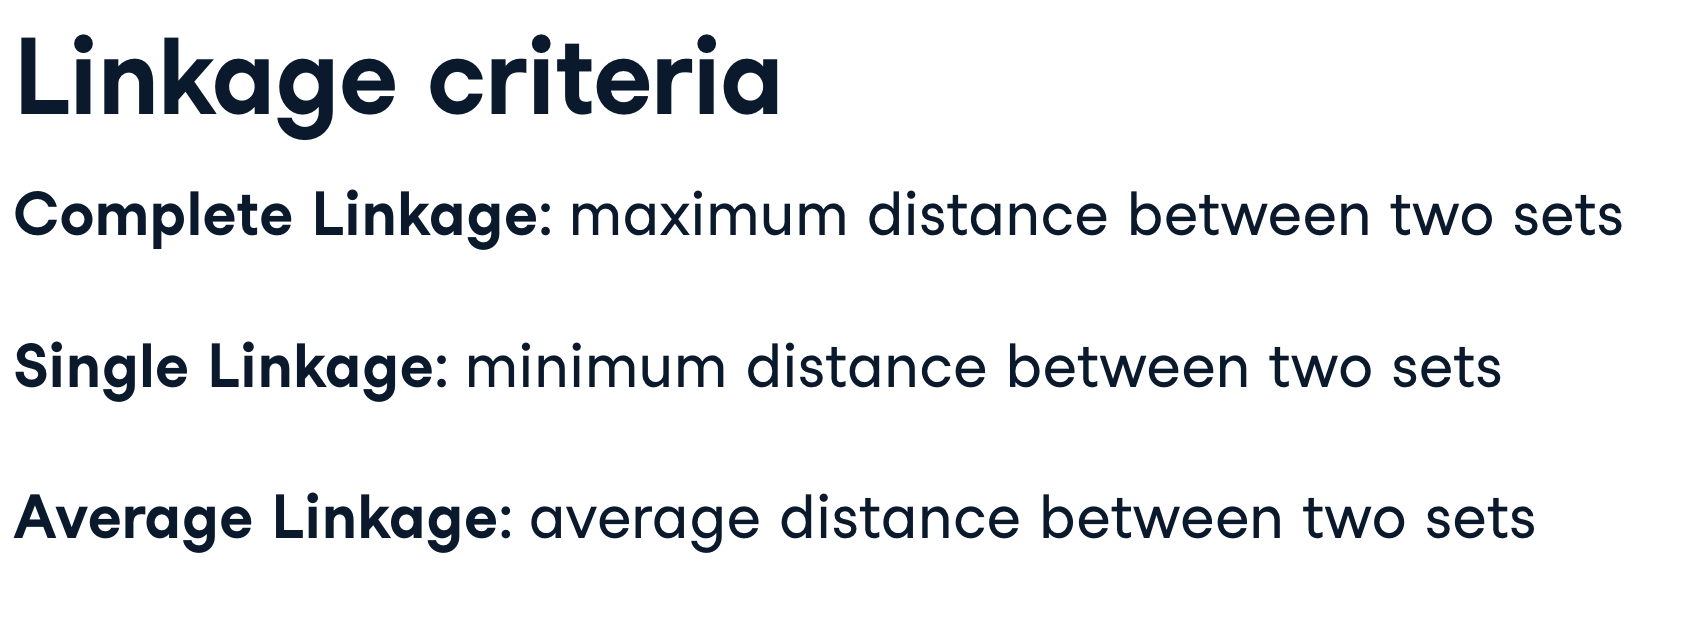 Linkage criteria
Complete Linkage: maximum distance between two sets
Single Linkage: minimum distance between two sets
Average Linkage: average distance between two sets